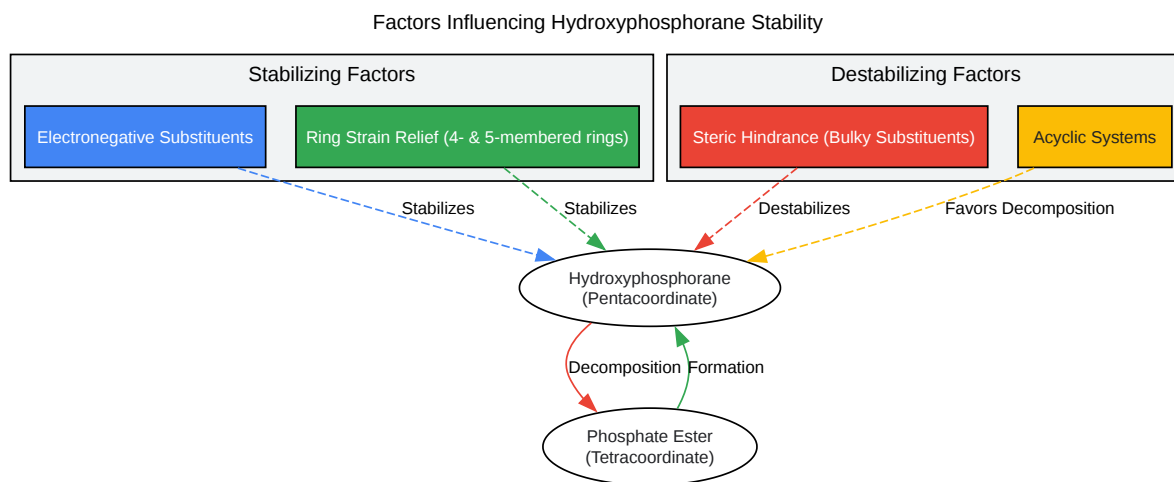 Factors Influencing Hydroxyphosphorane Stability
Stabilizing Factors
Destabilizing Factors
Electronegative Substituents
Ring Strain Relief (4- & 5-membered rings)
Steric Hindrance (Bulky Substituents)
Acyclic Systems
Stabilizes
Stabilizes
Destabilizes
Favors Decomposition
Hydroxyphosphorane
(Pentacoordinate)
Decomposition
Formation
Phosphate Ester
(Tetracoordinate)